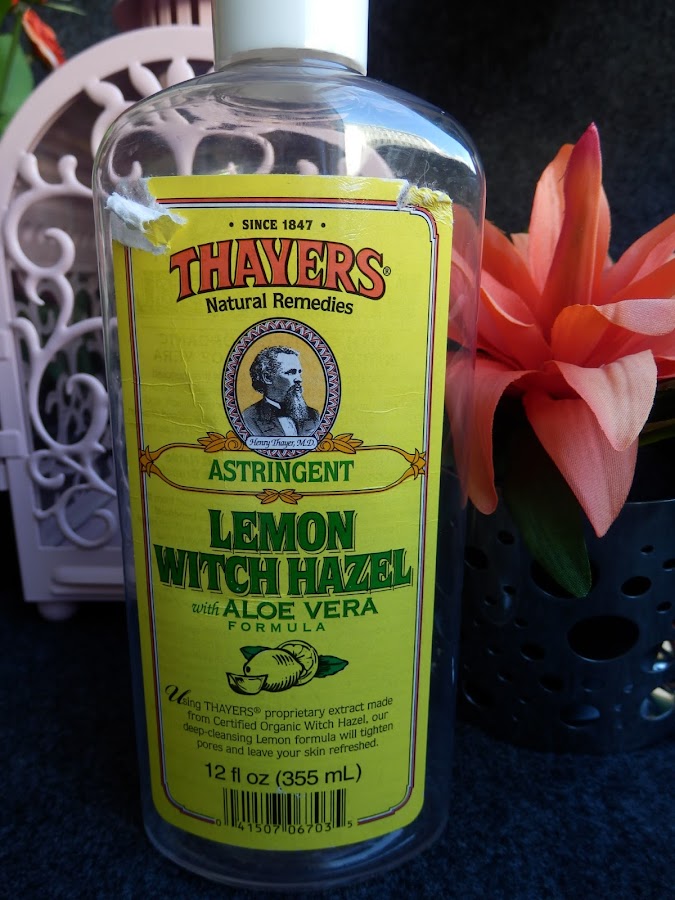 • SINCE 1847 •
THAYERS®
Natural Remedies
Henry Thayer, M.D.
ASTRINGENT
LEMON
WITCH HAZEL
with ALOE VERA
FORMULA
Using THAYERS® proprietary extract made
from Certified Organic Witch Hazel, our
deep-cleansing Lemon formula will tighten
pores and leave your skin refreshed.
12 fl oz (355 mL)
0 41507 06703 5